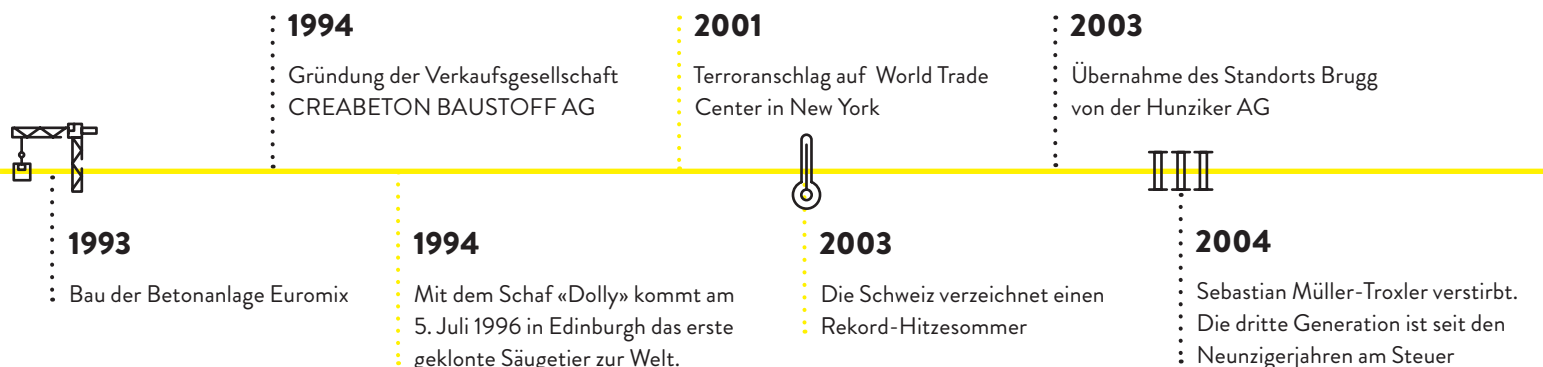 1994
Gründung der Verkaufsgesellschaft
CREABETON BAUSTOFF AG
2001
Terroranschlag auf World Trade
Center in New York
2003
Übernahme des Standorts Brugg
von der Hunziker AG
1993
Bau der Betonanlage Euromix
1994
Mit dem Schaf «Dolly» kommt am
5. Juli 1996 in Edinburgh das erste
geklonte Säugetier zur Welt.
2003
Die Schweiz verzeichnet einen
Rekord-Hitzesommer
2004
Sebastian Müller-Troxler verstirbt.
Die dritte Generation ist seit den
Neunzigerjahren am Steuer